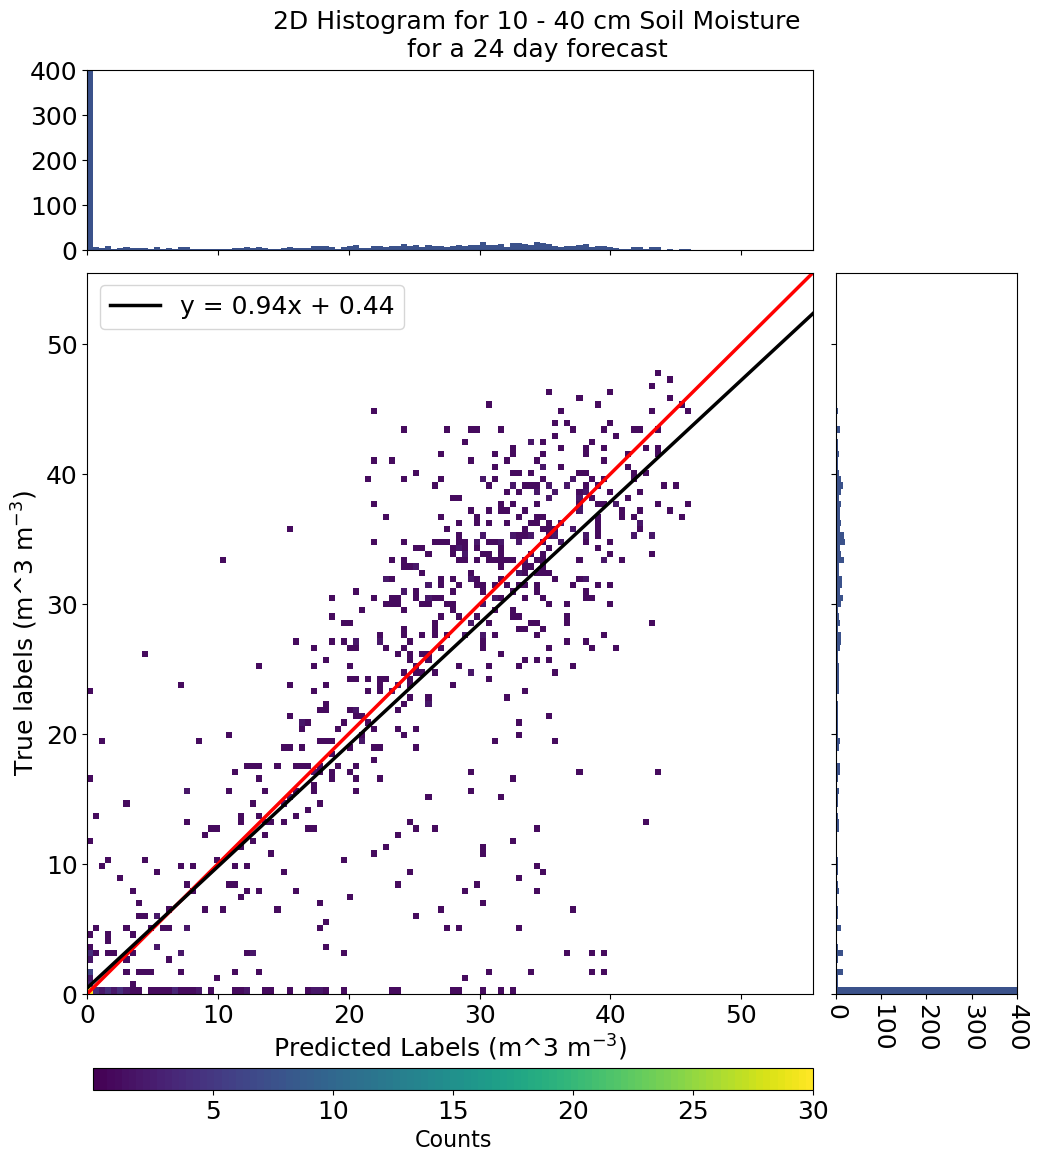 2D Histogram for 10 - 40 cm Soil Moisture
for a 24 day forecast
400
300
200
100
0
y = 0.94x + 0.44
50
40
30
20
10
0
True labels (m^3 m⁻³)
0 10 20 30 40 50
Predicted Labels (m^3 m⁻³)
0 100 200 300 400
5 10 15 20 25 30
Counts